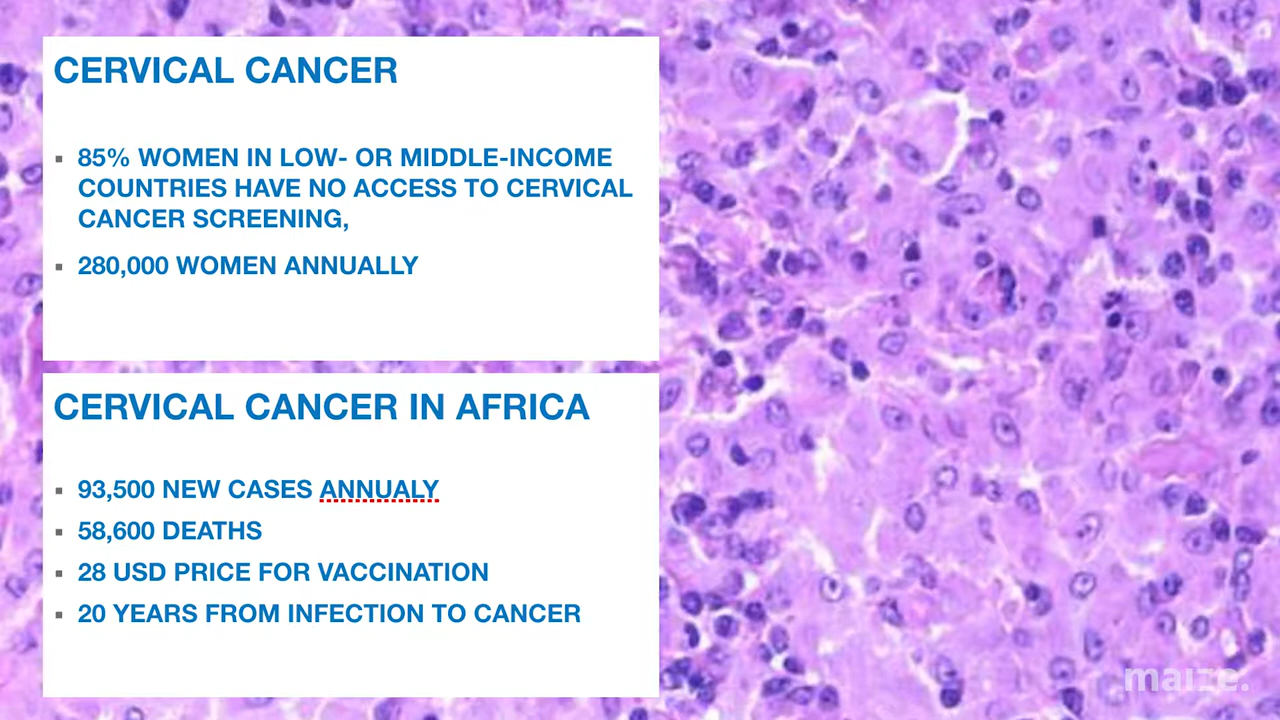 CERVICAL CANCER
▪ 85% WOMEN IN LOW- OR MIDDLE-INCOME
COUNTRIES HAVE NO ACCESS TO CERVICAL
CANCER SCREENING,
▪ 280,000 WOMEN ANNUALLY
CERVICAL CANCER IN AFRICA
▪ 93,500 NEW CASES ANNUALY
▪ 58,600 DEATHS
▪ 28 USD PRICE FOR VACCINATION
▪ 20 YEARS FROM INFECTION TO CANCER
maize.